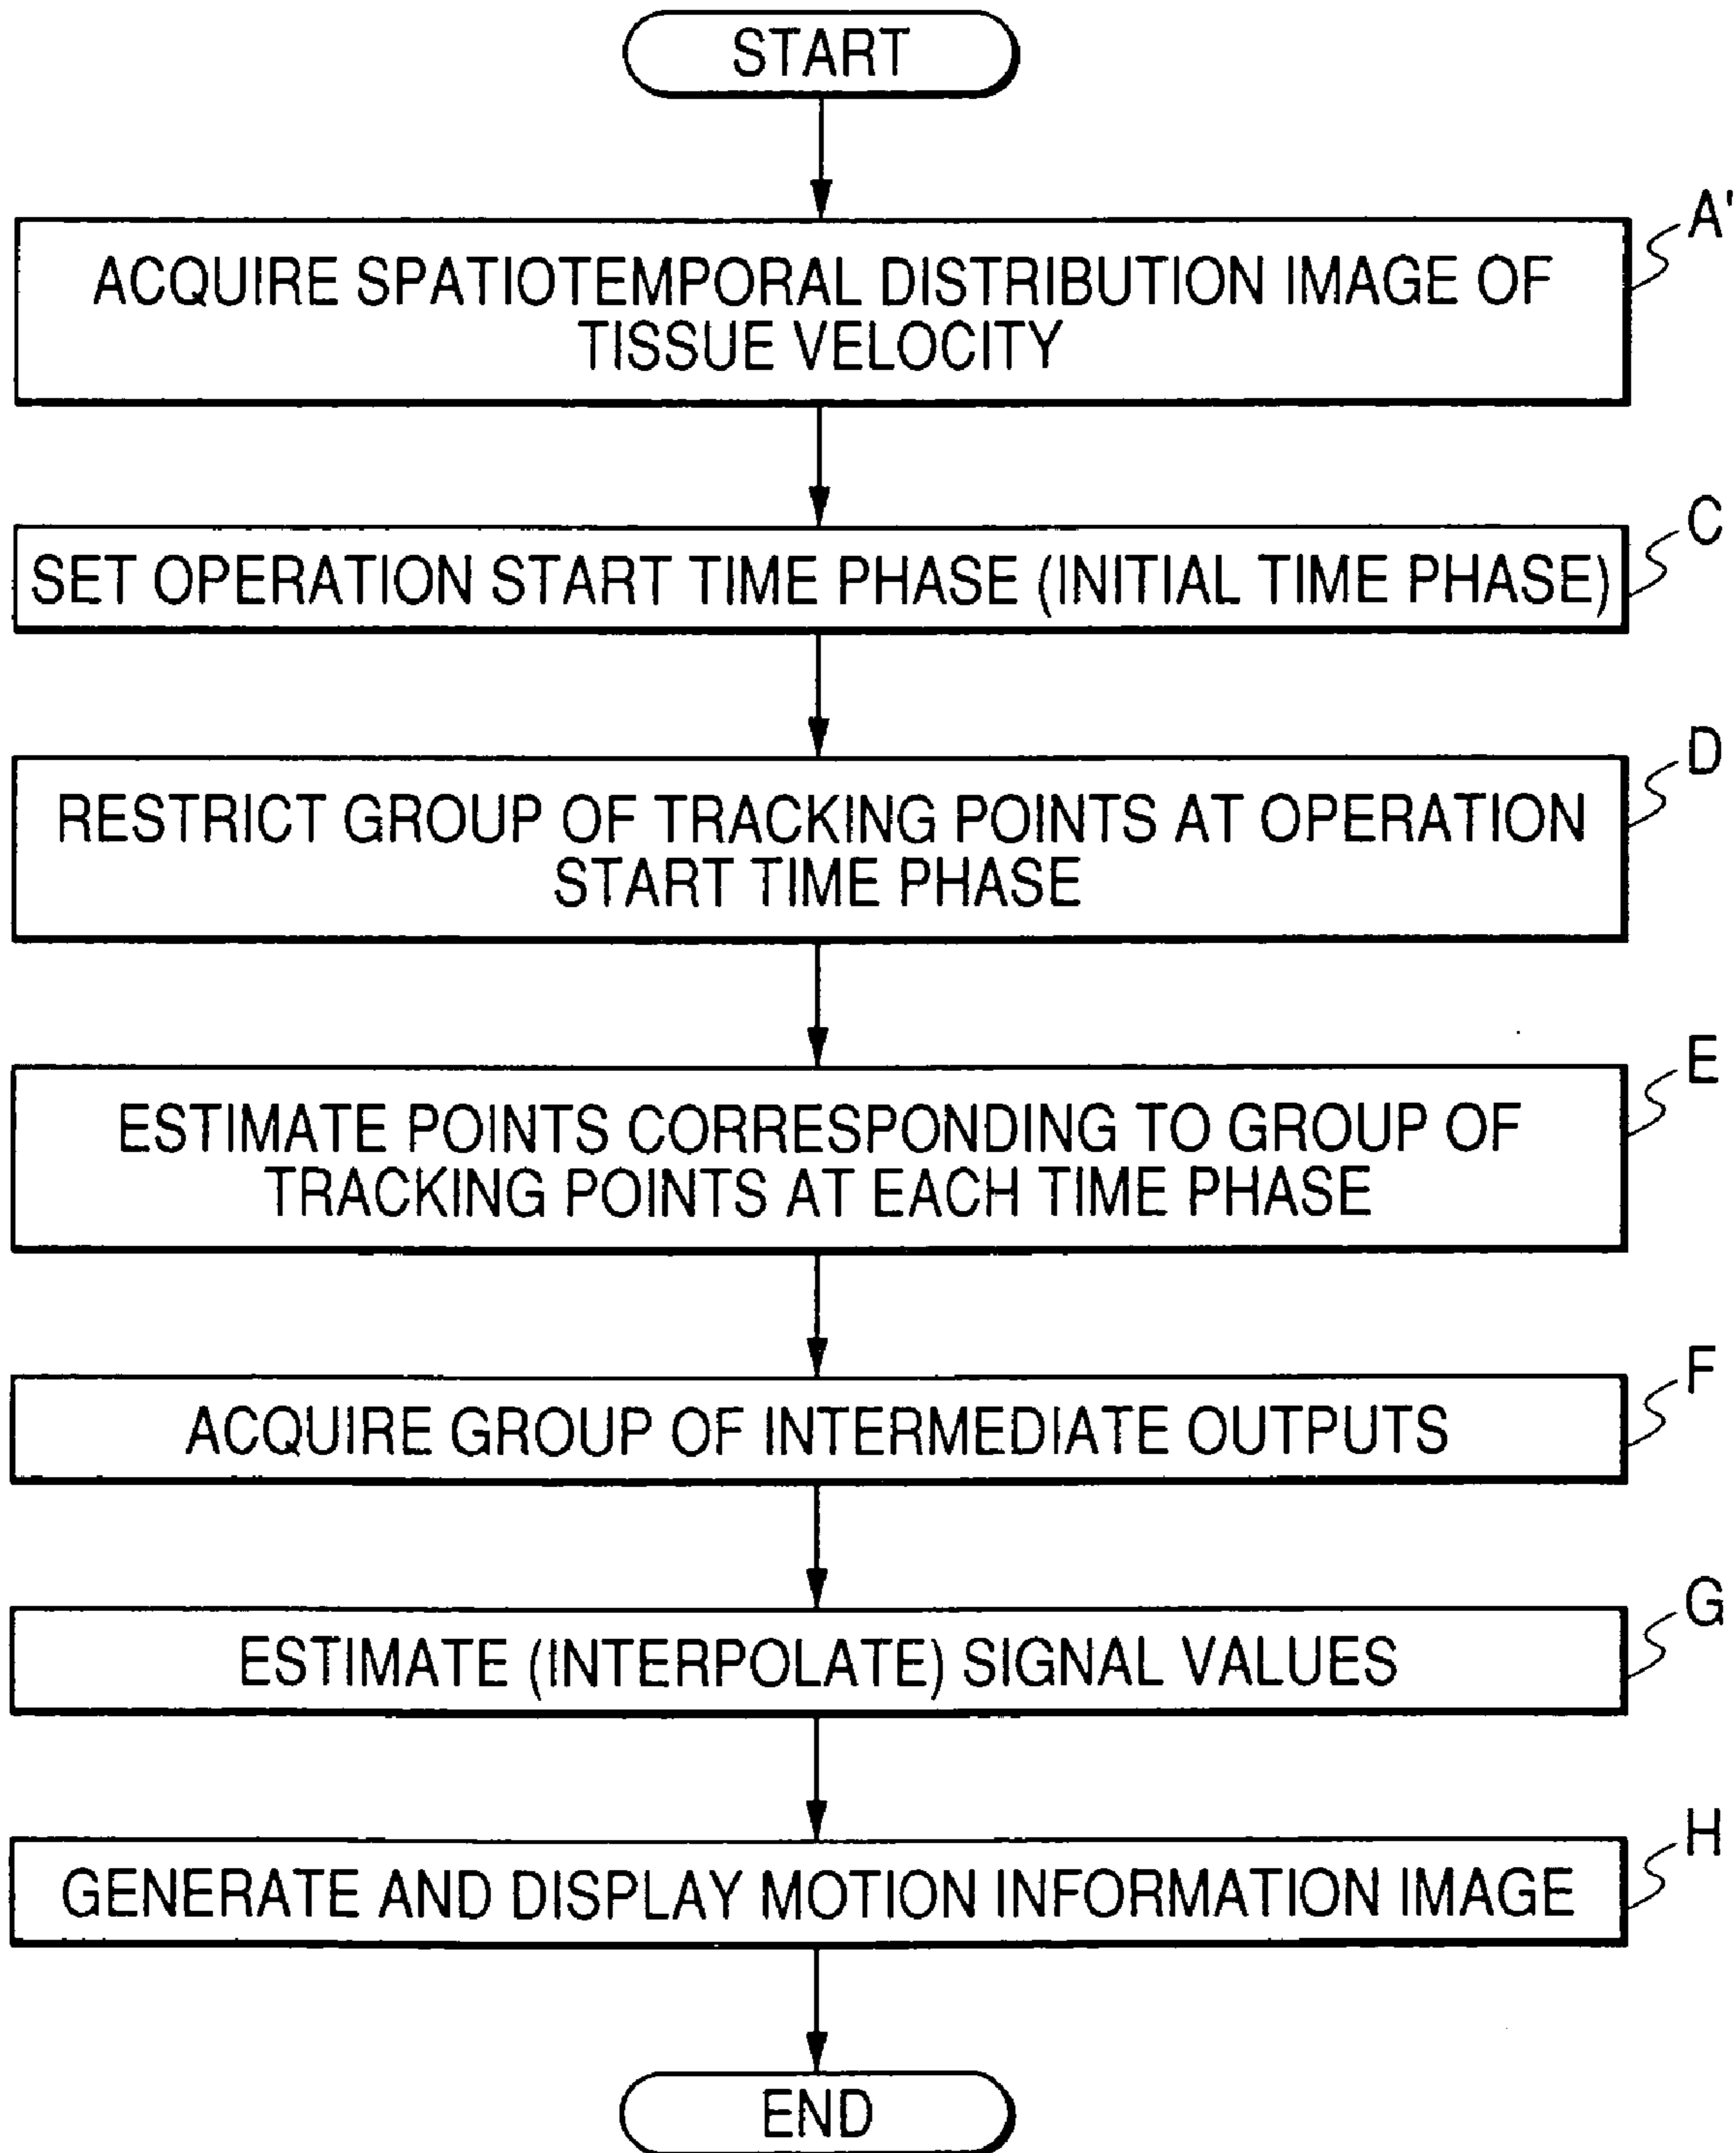 START
A'
ACQUIRE SPATIOTEMPORAL DISTRIBUTION IMAGE OF
TISSUE VELOCITY
C
SET OPERATION START TIME PHASE (INITIAL TIME PHASE)
D
RESTRICT GROUP OF TRACKING POINTS AT OPERATION
START TIME PHASE
E
ESTIMATE POINTS CORRESPONDING TO GROUP OF
TRACKING POINTS AT EACH TIME PHASE
F
ACQUIRE GROUP OF INTERMEDIATE OUTPUTS
G
ESTIMATE (INTERPOLATE) SIGNAL VALUES
H
GENERATE AND DISPLAY MOTION INFORMATION IMAGE
END